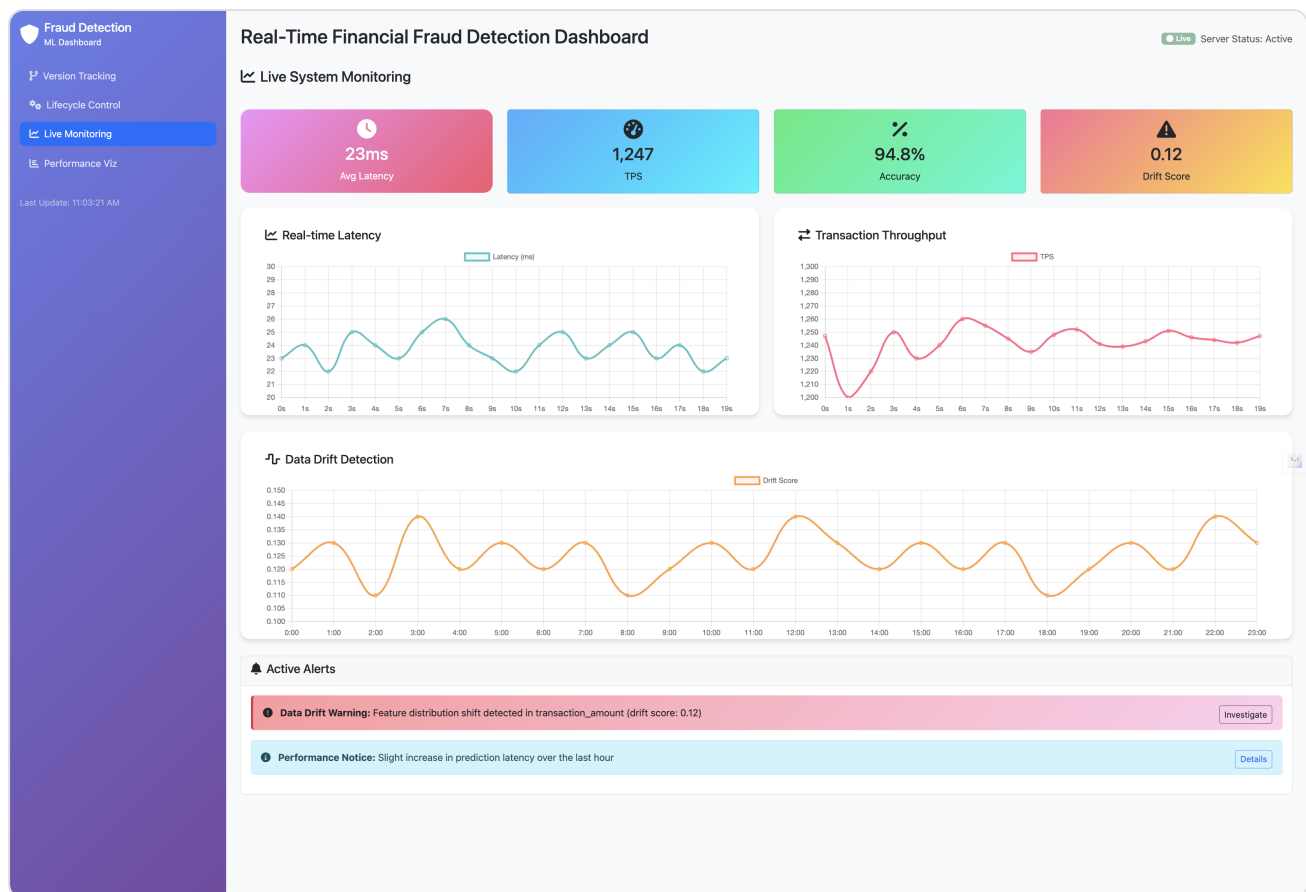 Fraud Detection
ML Dashboard
Version Tracking
Lifecycle Control
Live Monitoring
Performance Viz
Last Update: 11:03:21 AM
Real-Time Financial Fraud Detection Dashboard
Live Server Status: Active
Live System Monitoring
23ms
Avg Latency
1,247
TPS
94.8%
Accuracy
0.12
Drift Score
Real-time Latency
Latency (ms)
30
29
28
27
26
25
24
23
22
21
20
0s 1s 2s 3s 4s 5s 6s 7s 8s 9s 10s 11s 12s 13s 14s 15s 16s 17s 18s 19s
Transaction Throughput
TPS
1,300
1,290
1,280
1,270
1,260
1,250
1,240
1,230
1,220
1,210
1,200
0s 1s 2s 3s 4s 5s 6s 7s 8s 9s 10s 11s 12s 13s 14s 15s 16s 17s 18s 19s
Data Drift Detection
Drift Score
0.150
0.145
0.140
0.135
0.130
0.125
0.120
0.115
0.110
0.105
0.100
0:00 1:00 2:00 3:00 4:00 5:00 6:00 7:00 8:00 9:00 10:00 11:00 12:00 13:00 14:00 15:00 16:00 17:00 18:00 19:00 20:00 21:00 22:00 23:00
Active Alerts
Data Drift Warning: Feature distribution shift detected in transaction_amount (drift score: 0.12)
Investigate
Performance Notice: Slight increase in prediction latency over the last hour
Details